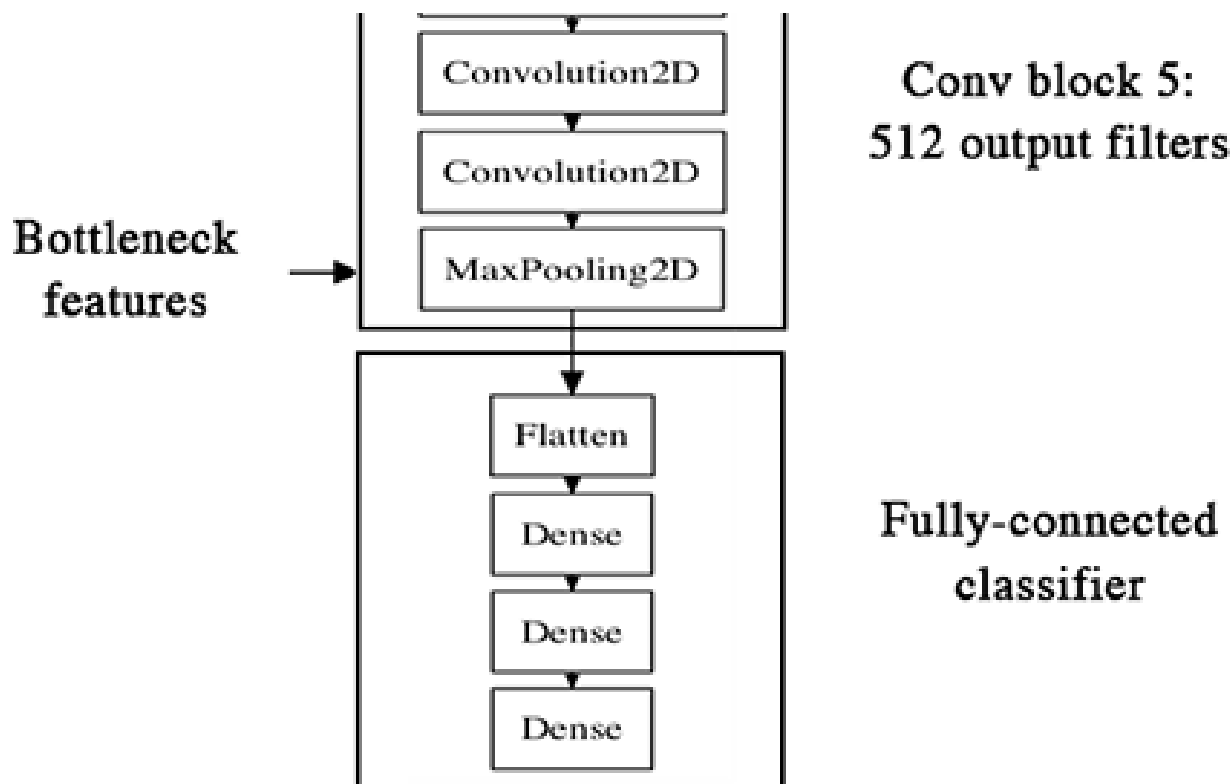 Convolution2D
Conv block 5:
512 output filters
Convolution2D
Bottleneck
features
MaxPooling2D
Flatten
Dense
Fully-connected
classifier
Dense
Dense